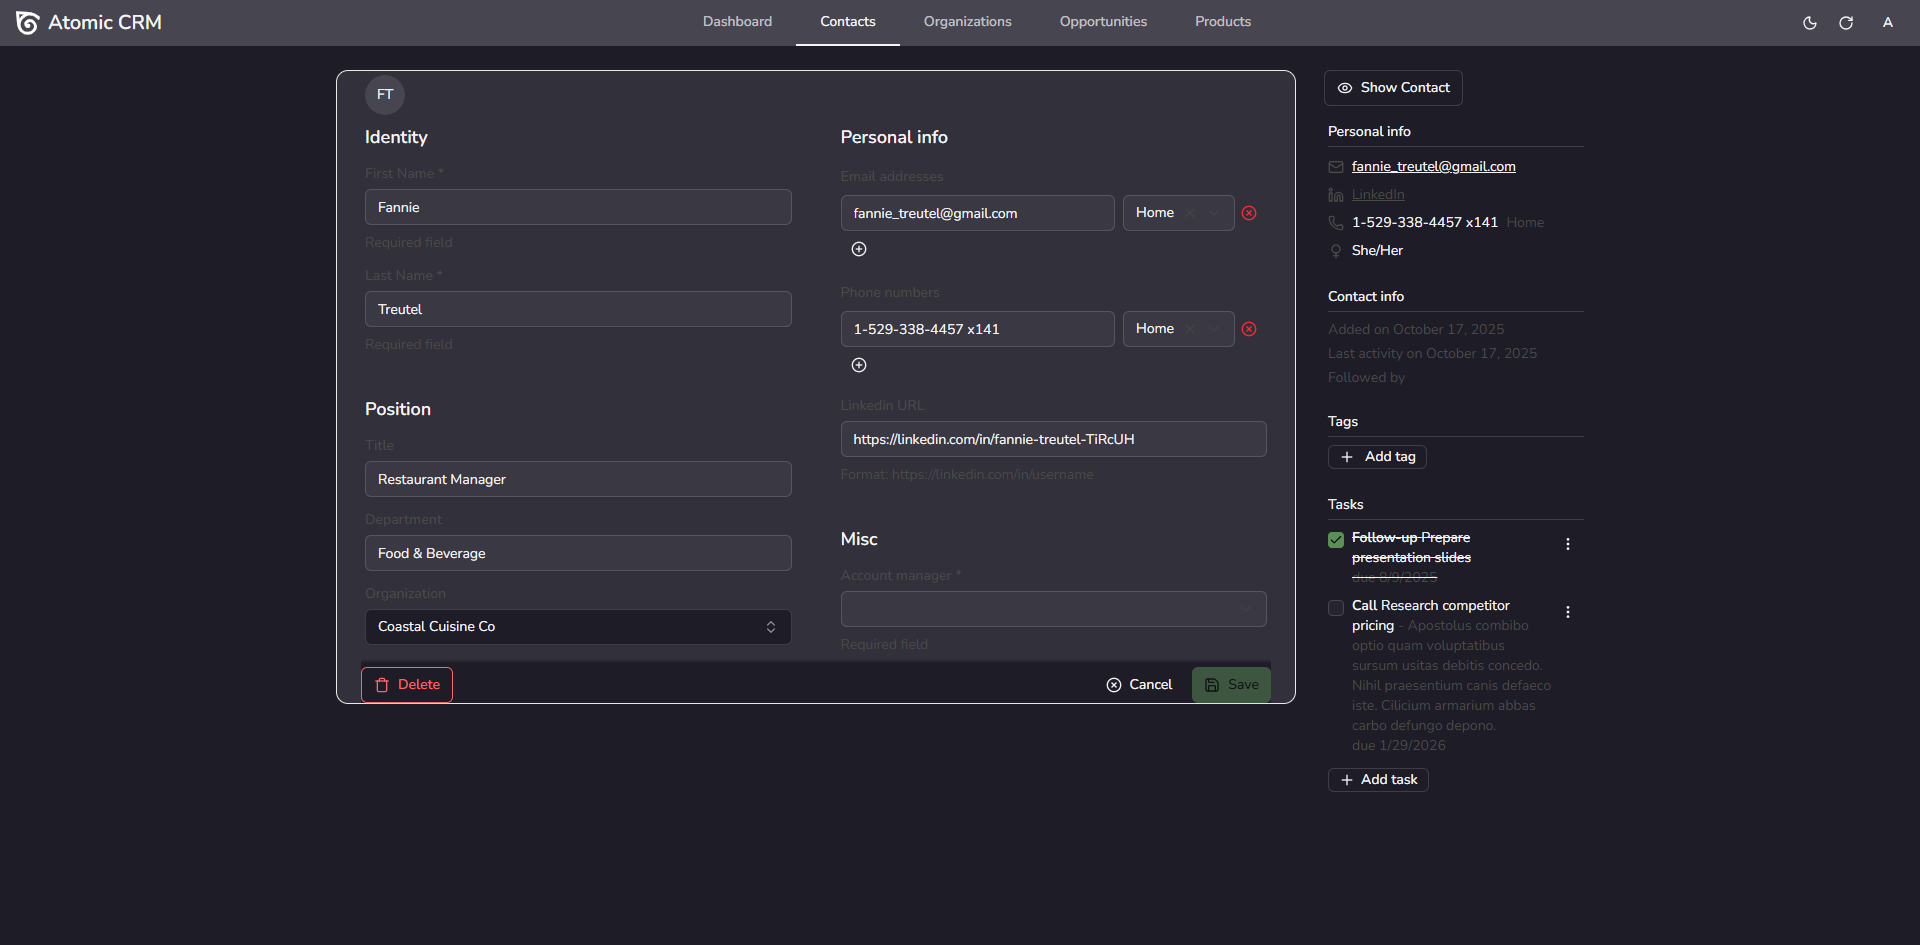 Atomic CRM
Dashboard
Contacts
Organizations
Opportunities
Products
A
FT
Identity
First Name *
Fannie
Required field
Last Name *
Treutel
Required field
Position
Title
Restaurant Manager
Department
Food & Beverage
Organization
Coastal Cuisine Co
Personal info
Email addresses
fannie_treutel@gmail.com
Home
Phone numbers
1-529-338-4457 x141
Home
Linkedin URL
https://linkedin.com/in/fannie-treutel-TiRcUH
Format: https://linkedin.com/in/username
Misc
Account manager *
Required field
Delete
Cancel
Save
Show Contact
Personal info
fannie_treutel@gmail.com
LinkedIn
1-529-338-4457 x141 Home
She/Her
Contact info
Added on October 17, 2025
Last activity on October 17, 2025
Followed by
Tags
Add tag
Tasks
Follow-up Prepare
presentation slides
due 8/9/2025
Call Research competitor
pricing - Apostolus combibo
optio quam voluptatibus
sursum usitas debitis concedo.
Nihil praesentium canis defaeco
iste. Cilicium armarium abbas
carbo defungo depono.
due 1/29/2026
Add task